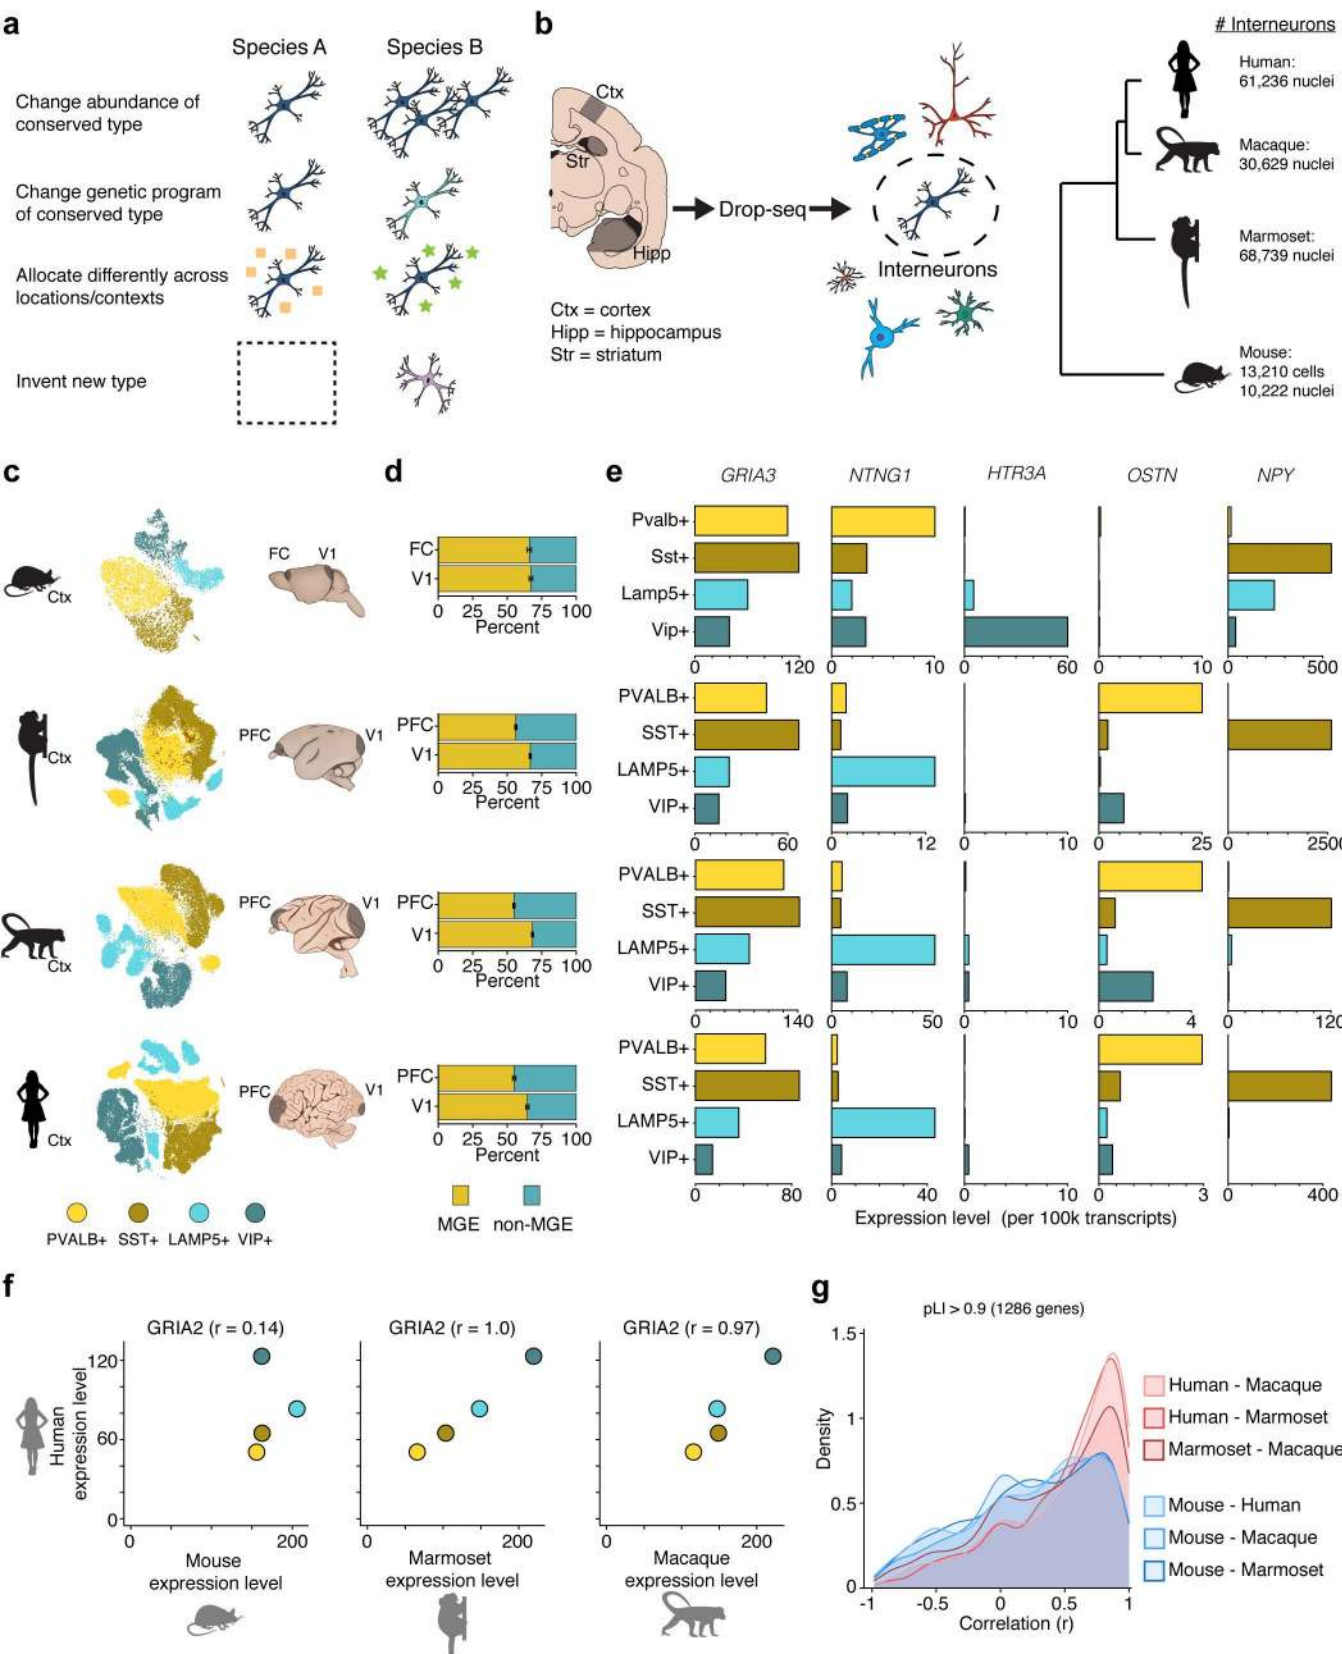 a
Species A
Species B
Change abundance of
conserved type
Change genetic program
of conserved type
Allocate differently across
locations/contexts
Invent new type
b
Ctx
Str
Hipp
Drop-seq
Interneurons
Ctx = cortex
Hipp = hippocampus
Str = striatum
# Interneurons
Human:
61,236 nuclei
Macaque:
30,629 nuclei
Marmoset:
68,739 nuclei
Mouse:
13,210 cells
10,222 nuclei
c
Ctx
FC V1
Ctx
PFC V1
Ctx
PFC V1
Ctx
PFC V1
PVALB+ SST+ LAMP5+ VIP+
d
FC
V1
0 25 50 75 100
Percent
PFC
V1
0 25 50 75 100
Percent
PFC
V1
0 25 50 75 100
Percent
PFC
V1
0 25 50 75 100
Percent
MGE non-MGE
e
GRIA3 NTNG1 HTR3A OSTN NPY
Pvalb+
Sst+
Lamp5+
Vip+
0 120 0 10 0 60 0 10 0 500
PVALB+
SST+
LAMP5+
VIP+
0 60 0 12 0 10 0 25 0 2500
PVALB+
SST+
LAMP5+
VIP+
0 140 0 50 0 10 0 4 0 120
PVALB+
SST+
LAMP5+
VIP+
0 80 0 40 0 10 0 3 0 400
Expression level (per 100k transcripts)
f
GRIA2 (r = 0.14)
GRIA2 (r = 1.0)
GRIA2 (r = 0.97)
Human
expression level
120
60
0
0 200
Mouse
expression level
0 200
Marmoset
expression level
0 200
Macaque
expression level
g
pLI > 0.9 (1286 genes)
Density
1.5
1
0.5
0
-1 -0.5 0 0.5 1
Correlation (r)
Human - Macaque
Human - Marmoset
Marmoset - Macaque
Mouse - Human
Mouse - Macaque
Mouse - Marmoset